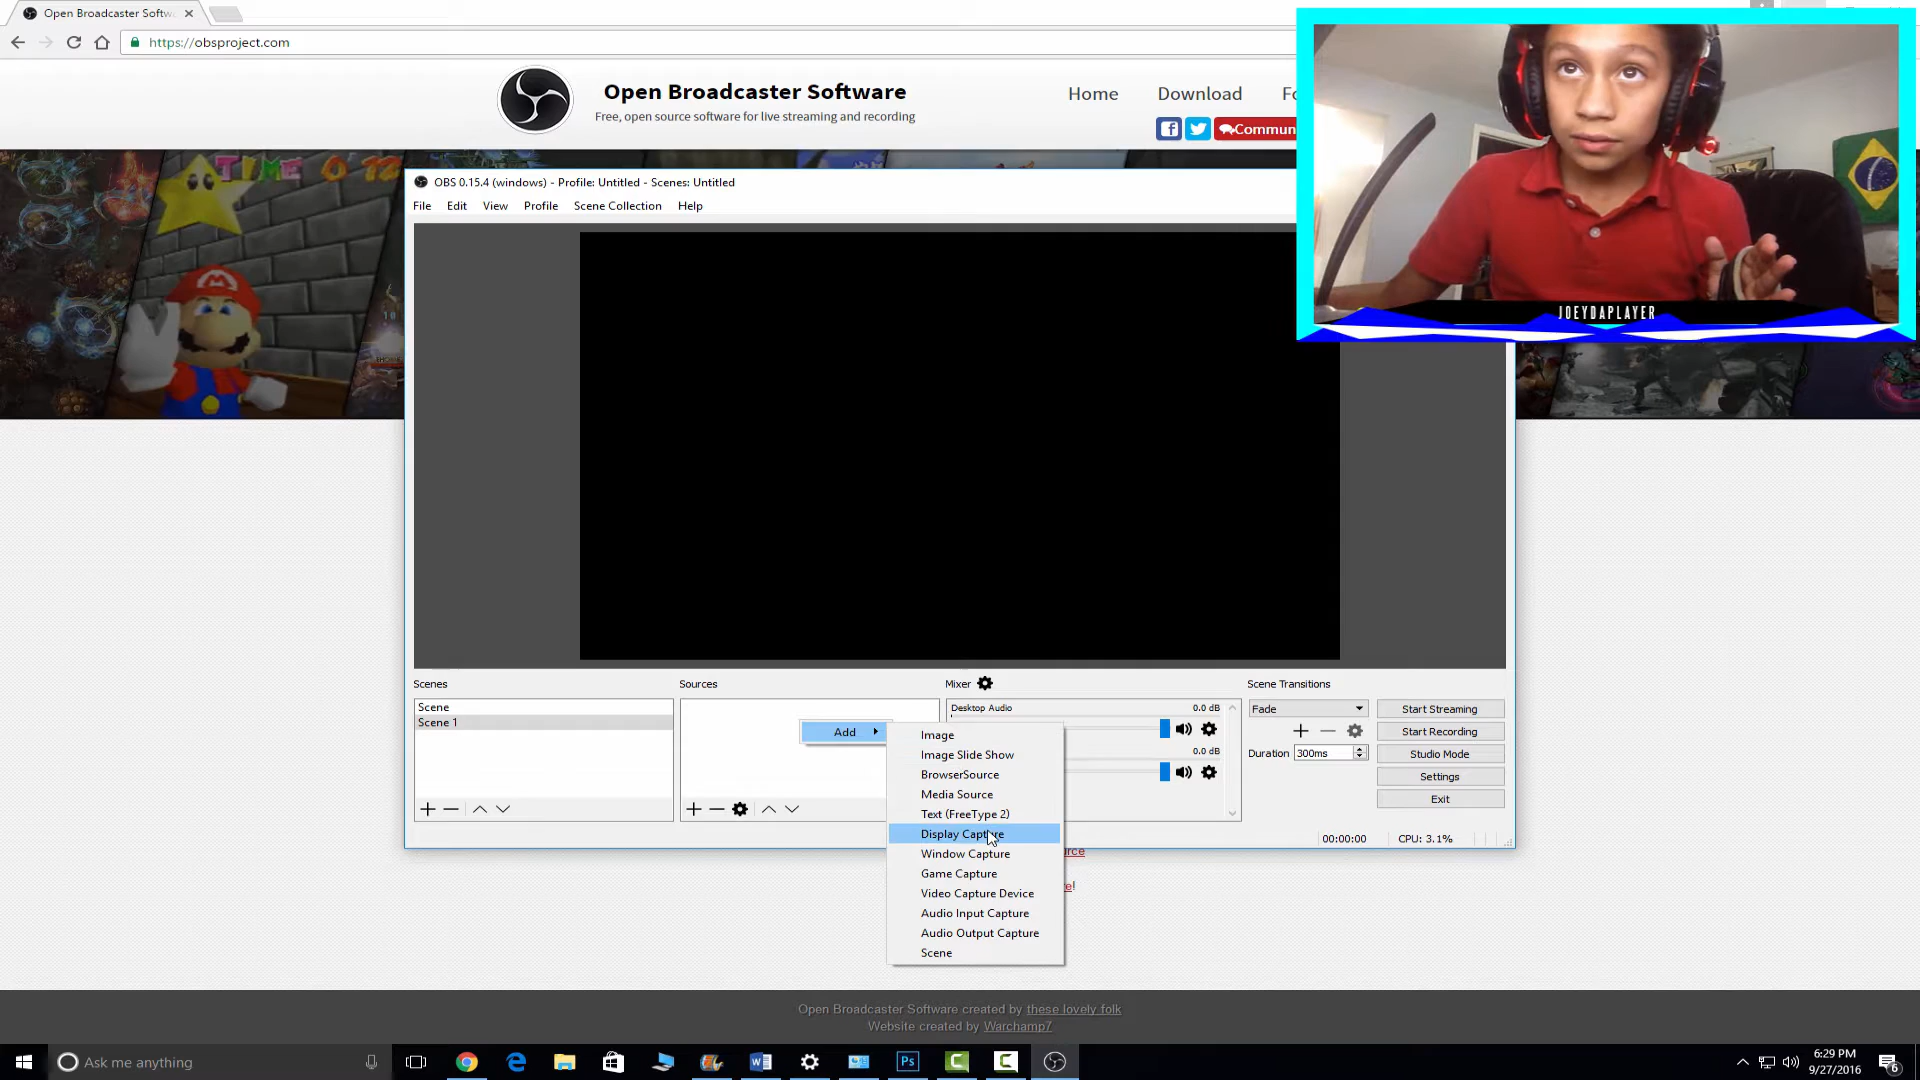 Open Broadcaster Softw
https://obsproject.com
Open Broadcaster Software
Free, open source software for live streaming and recording
Home
Download
Commun
TIME 0'12
OBS 0.15.4 (windows) - Profile: Untitled - Scenes: Untitled
File Edit View Profile Scene Collection Help
JOEYDAPLAYER
Scenes
Sources
Mixer
Scene Transitions
Scene
Scene 1
Desktop Audio
0.0 dB
0.0 dB
Fade
Duration
300ms
Start Streaming
Start Recording
Studio Mode
Settings
Exit
Add
Image
Image Slide Show
BrowserSource
Media Source
Text (FreeType 2)
Display Capture
Window Capture
Game Capture
Video Capture Device
Audio Input Capture
Audio Output Capture
Scene
00:00:00
CPU: 3.1%
Open Broadcaster Software created by these lovely folk
Website created by Warchamp7
Ask me anything
Ps
6:29 PM
9/27/2016
6